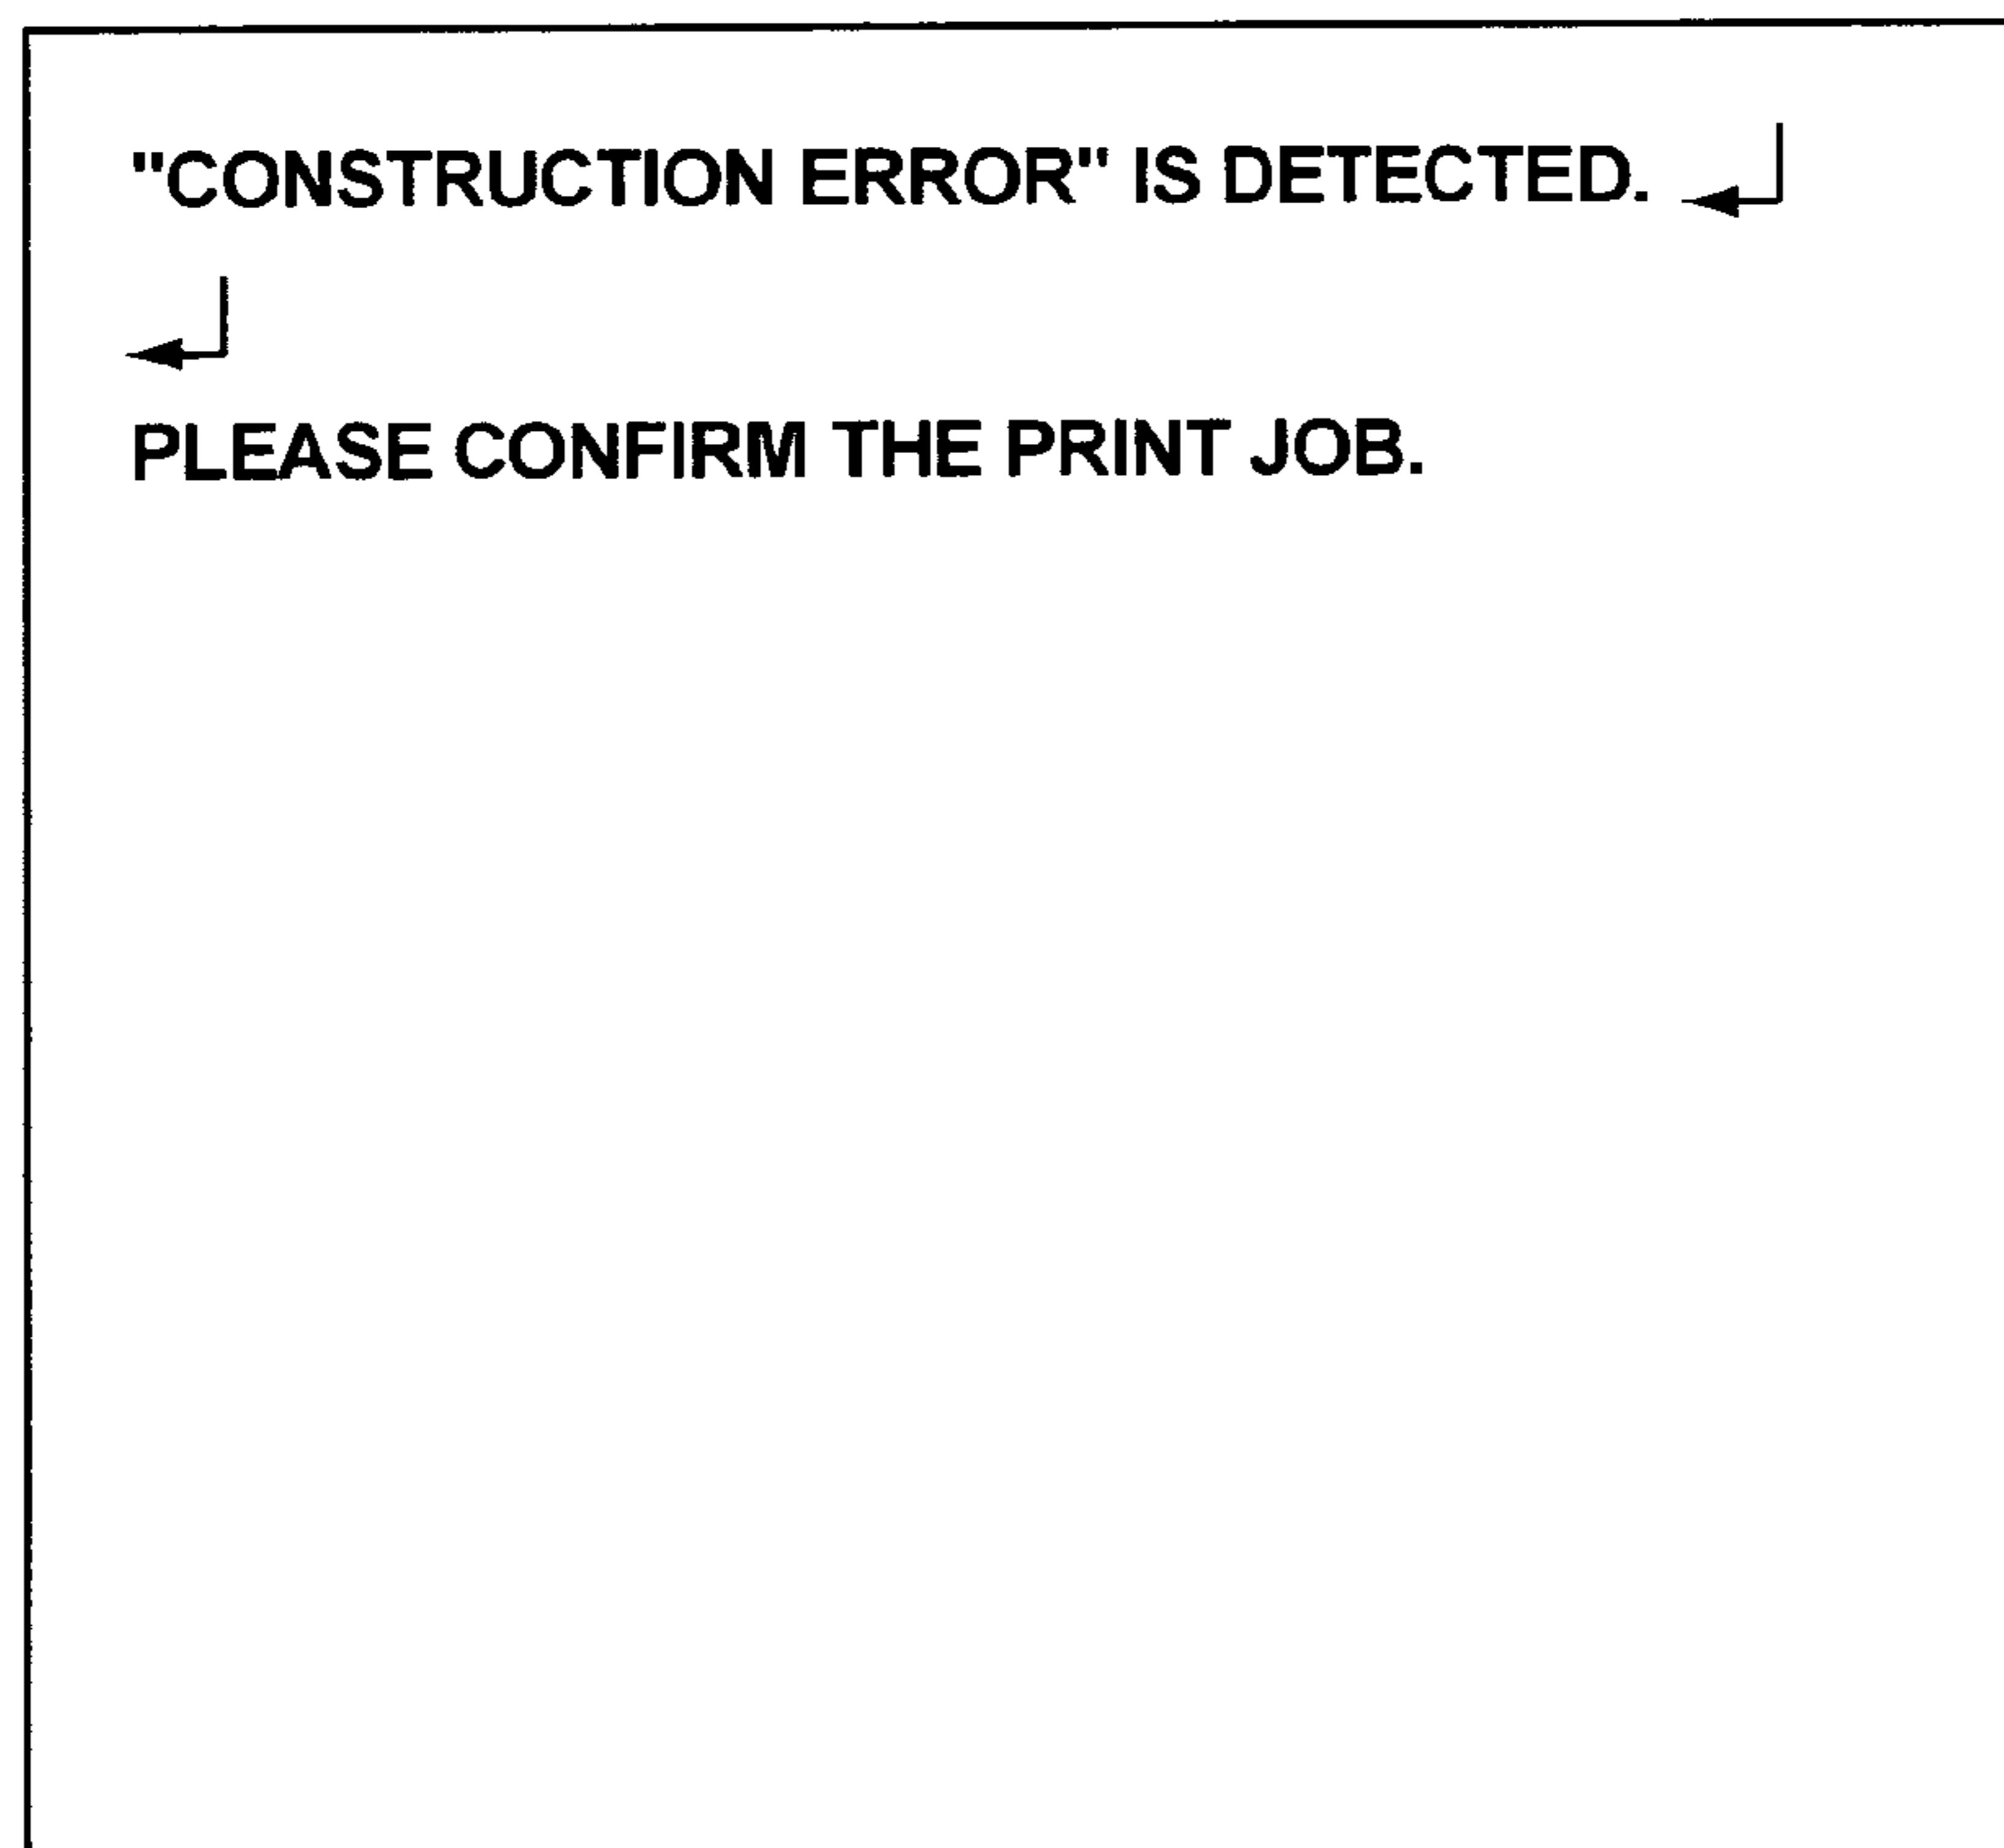 "CONSTRUCTION ERROR" IS DETECTED.
PLEASE CONFIRM THE PRINT JOB.